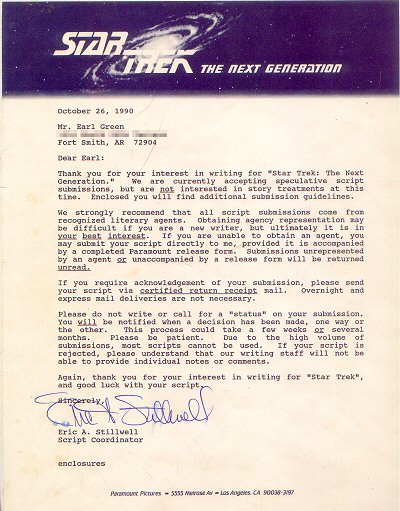 STAR TREK THE NEXT GENERATION
October 26, 1990
Mr. Earl Green
Fort Smith, AR 72904
Dear Earl:
Thank you for your interest in writing for "Star Trek: The Next
Generation." We are currently accepting speculative script
submissions, but are not interested in story treatments at this
time. Enclosed you will find additional submission guidelines.
We strongly recommend that all script submissions come from
recognized literary agents. Obtaining agency representation may
be difficult if you are a new writer, but ultimately it is in
your best interest. If you are unable to obtain an agent, you
may submit your script directly to me, provided it is accompanied
by a completed Paramount release form. Submissions unrepresented
by an agent or unaccompanied by a release form will be returned
unread.
If you require acknowledgement of your submission, please send
your script via certified return receipt mail. Overnight and
express mail deliveries are not necessary.
Please do not write or call for a "status" on your submission.
You will be notified when a decision has been made, one way or
the other. This process could take a few weeks or several
months. Please be patient. Due to the high volume of
submissions, most scripts cannot be used. If your script is
rejected, please understand that our writing staff will not be
able to provide individual notes or comments.
Again, thank you for your interest in writing for "Star Trek",
and good luck with your script.
Sincerely,
Eric A Stillwell
Eric A. Stillwell
Script Coordinator
enclosures
Paramount Pictures – 5555 Melrose Av – Los Angeles, CA 90038-3197